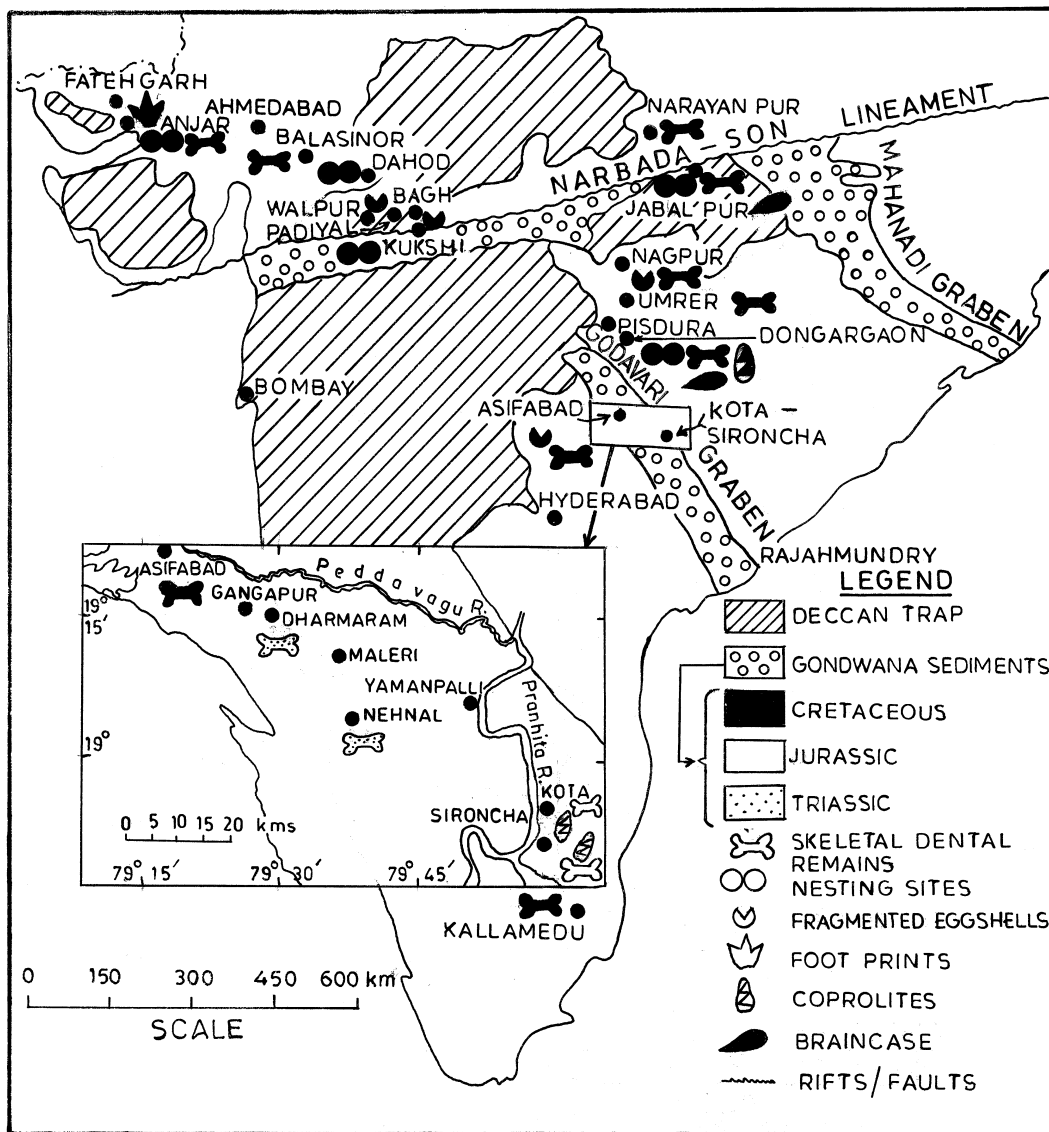 FATEHGARH
ANJAR
AHMEDABAD
BALASINOR
DAHOD
NARAYAN PUR
NARBADA – SON
LINEAMENT
MAHANADI GRABEN
BAGH
WALPUR
PADIYAL
KUKSHI
JABAL PUR
NAGPUR
UMRER
PISDURA
DONGARGAON
GODAVARI
GRABEN
BOMBAY
ASIFABAD
KOTA –
SIRONCHA
HYDERABAD
RAJAHMUNDRY
ASIFABAD
Pedda vagu R.
GANGAPUR
19°
15'
DHARMARAM
MALERI
YAMANPALLI
NEHNAL
19°
Pranhita R.
KOTA
SIRONCHA
0 5 10 15 20 kms
79° 15'
79° 30'
79° 45'
KALLAMEDU
0 150 300 450 600 km
SCALE
LEGEND
DECCAN TRAP
GONDWANA SEDIMENTS
CRETACEOUS
JURASSIC
TRIASSIC
SKELETAL DENTAL
REMAINS
NESTING SITES
FRAGMENTED EGGSHELLS
FOOT PRINTS
COPROLITES
BRAINCASE
RIFTS/FAULTS